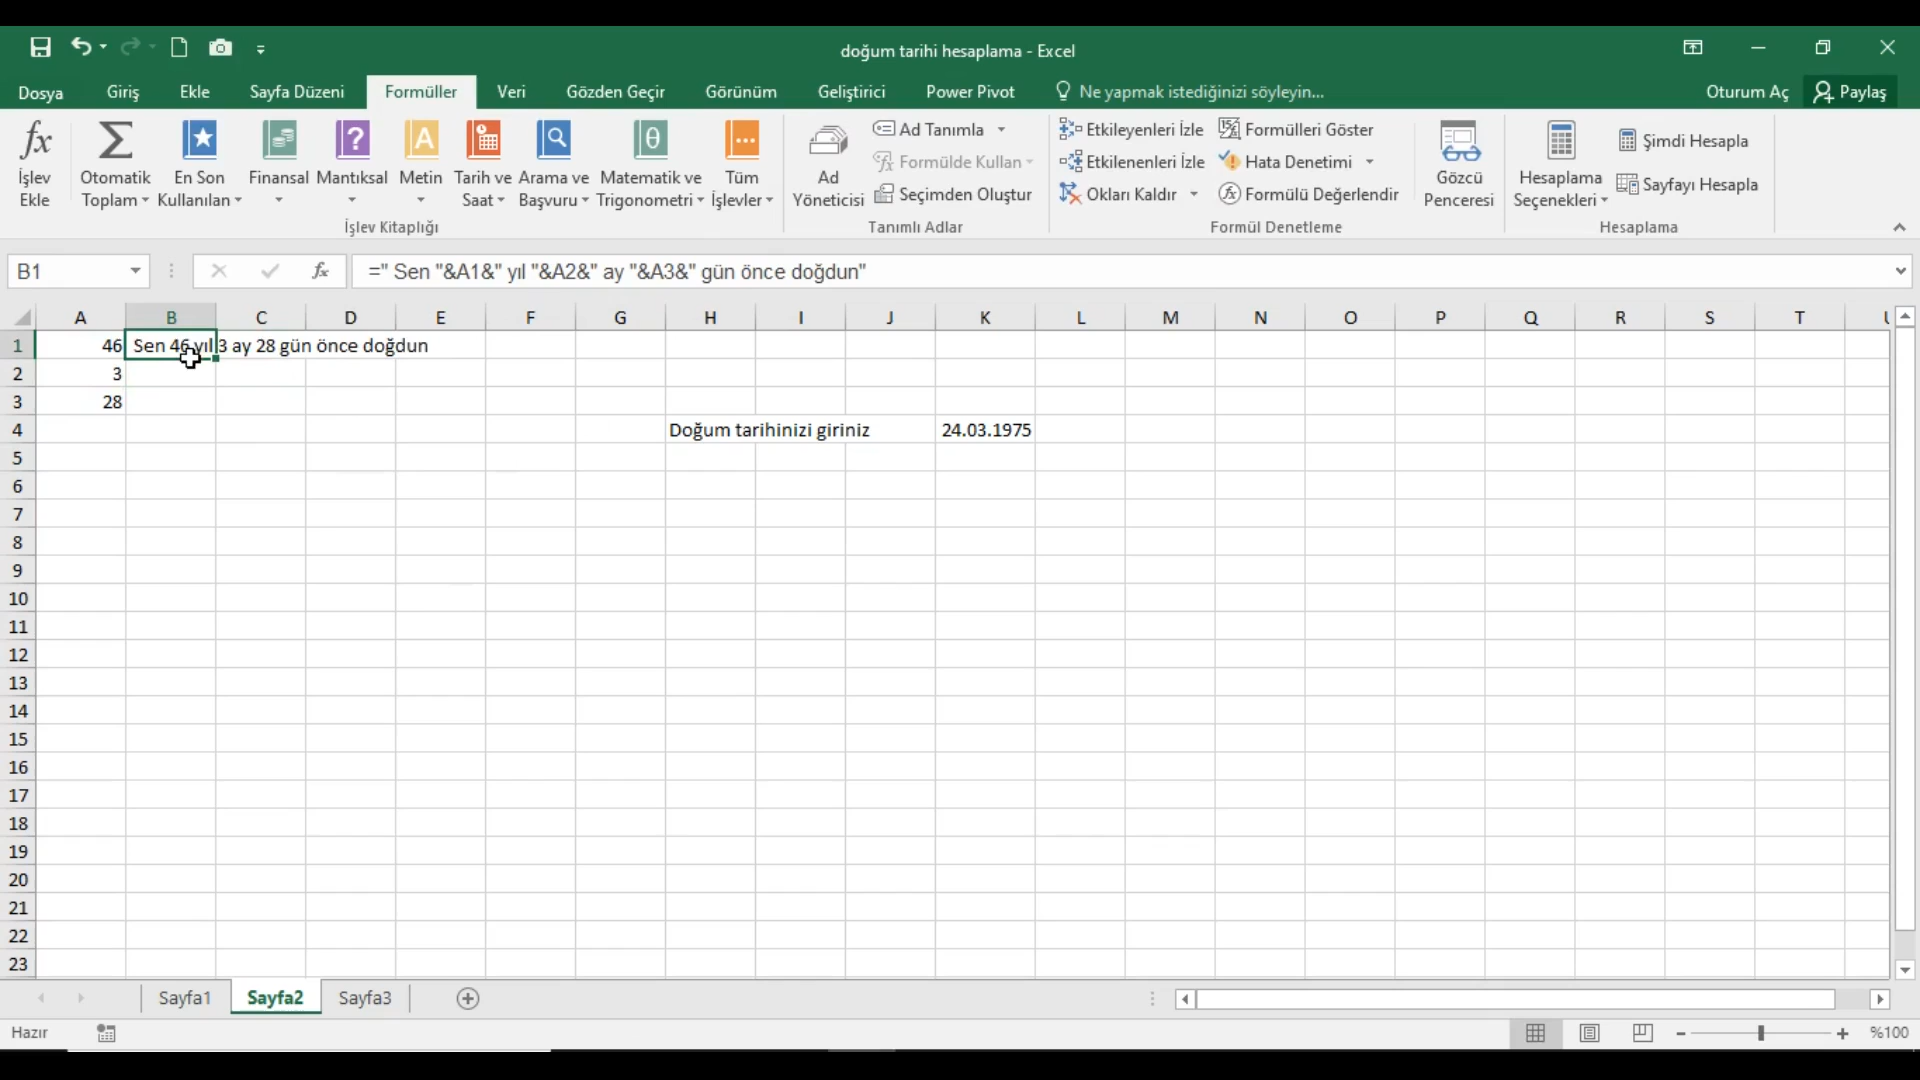 doğum tarihi hesaplama - Excel
Dosya Giriş Ekle Sayfa Düzeni Formüller Veri Gözden Geçir Görünüm Geliştirici Power Pivot Ne yapmak istediğinizi söyleyin... Oturum Aç Paylaş
İşlev Ekle
Otomatik Toplam
En Son Kullanılan
Finansal
Mantıksal
Metin
Tarih ve Saat
Arama ve Başvuru
Matematik ve Trigonometri
Tüm İşlevler
İşlev Kitaplığı
Ad Yöneticisi
Ad Tanımla
Formülde Kullan
Seçimden Oluştur
Tanımlı Adlar
Etkileyenleri İzle
Etkilenenleri İzle
Okları Kaldır
Formülleri Göster
Hata Denetimi
Formülü Değerlendir
Formül Denetleme
Gözcü Penceresi
Hesaplama Seçenekleri
Şimdi Hesapla
Sayfayı Hesapla
Hesaplama
B1 fx =" Sen "&A1&" yıl "&A2&" ay "&A3&" gün önce doğdun"
A B C D E F G H I J K L M N O P Q R S T
1 46 Sen 46 yıl 3 ay 28 gün önce doğdun
2 3
3 28
4 Doğum tarihinizi giriniz 24.03.1975
5
6
7
8
9
10
11
12
13
14
15
16
17
18
19
20
21
22
23
Sayfa1 Sayfa2 Sayfa3
Hazır %100